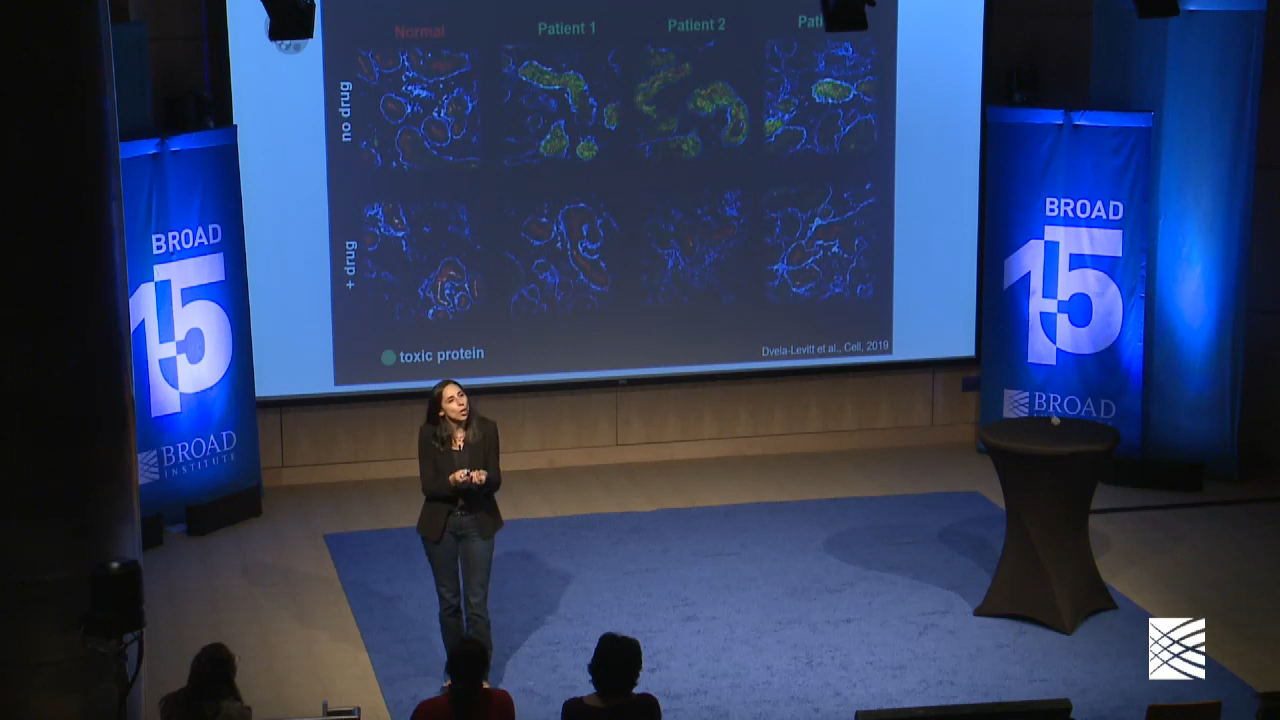 Normal
Patient 1
Patient 2
Pati
no drug
+ drug
toxic protein
Dvela-Levitt et al., Cell, 2019
BROAD
15
BROAD
INSTITUTE
BROAD
15
BROAD